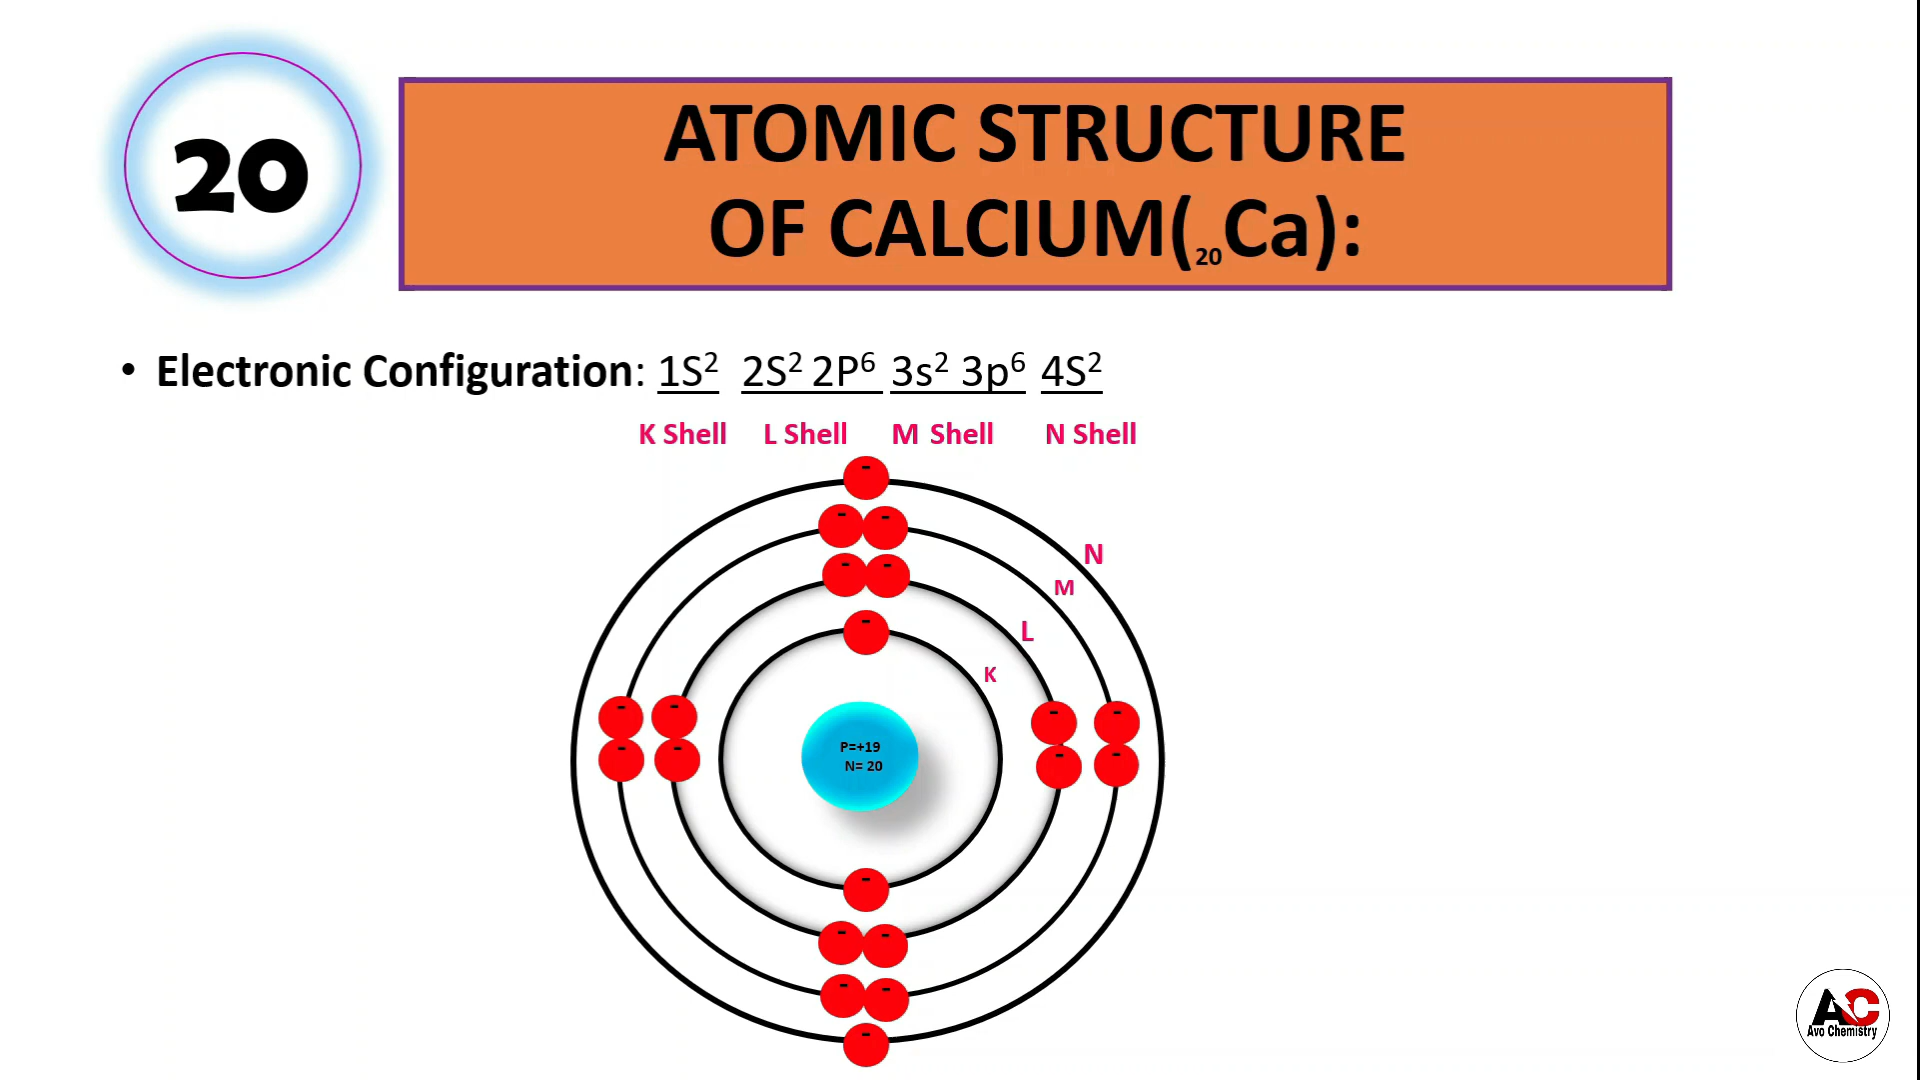 20
ATOMIC STRUCTURE
OF CALCIUM(₂₀Ca):
• Electronic Configuration: 1S² 2S² 2P⁶ 3s² 3p⁶ 4S²
K Shell L Shell M Shell N Shell
N
M
L
K
P=+19
N= 20
- - - - - - - - - - - - - - - - - - - -
AC
Avo Chemistry